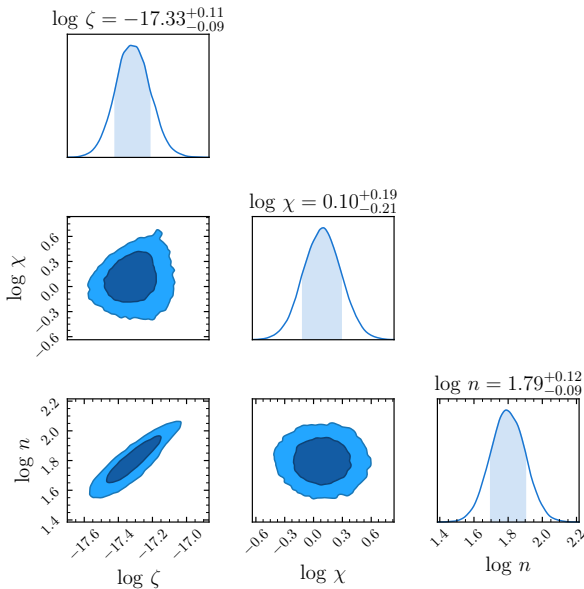 log ζ = −17.33 +0.11 −0.09
log χ = 0.10 +0.19 −0.21
log χ
0.6
0.3
0.0
−0.3
−0.6
log n = 1.79 +0.12 −0.09
log n
2.2
2.0
1.8
1.6
1.4
−17.6 −17.4 −17.2 −17.0
−0.6 −0.3 0.0 0.3 0.6
1.4 1.6 1.8 2.0 2.2
log ζ
log χ
log n